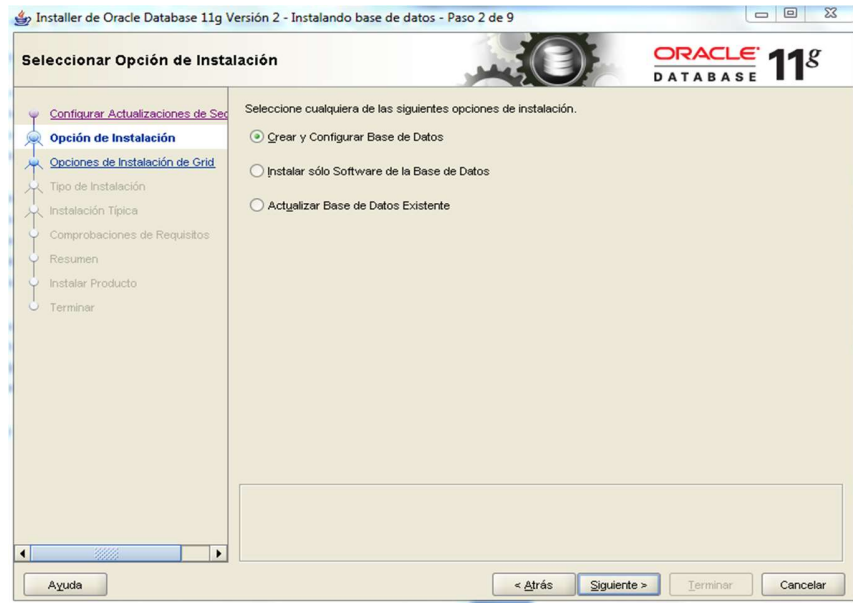 Installer de Oracle Database 11g Versión 2 - Instalando base de datos - Paso 2 de 9
Seleccionar Opción de Instalación
ORACLE
DATABASE
11g
Configurar Actualizaciones de Sec
Opción de Instalación
Opciones de Instalación de Grid
Tipo de Instalación
Instalación Típica
Comprobaciones de Requisitos
Resumen
Instalar Producto
Terminar
Seleccione cualquiera de las siguientes opciones de instalación.
Crear y Configurar Base de Datos
Instalar sólo Software de la Base de Datos
Actualizar Base de Datos Existente
Ayuda
< Atrás
Siguiente >
Terminar
Cancelar